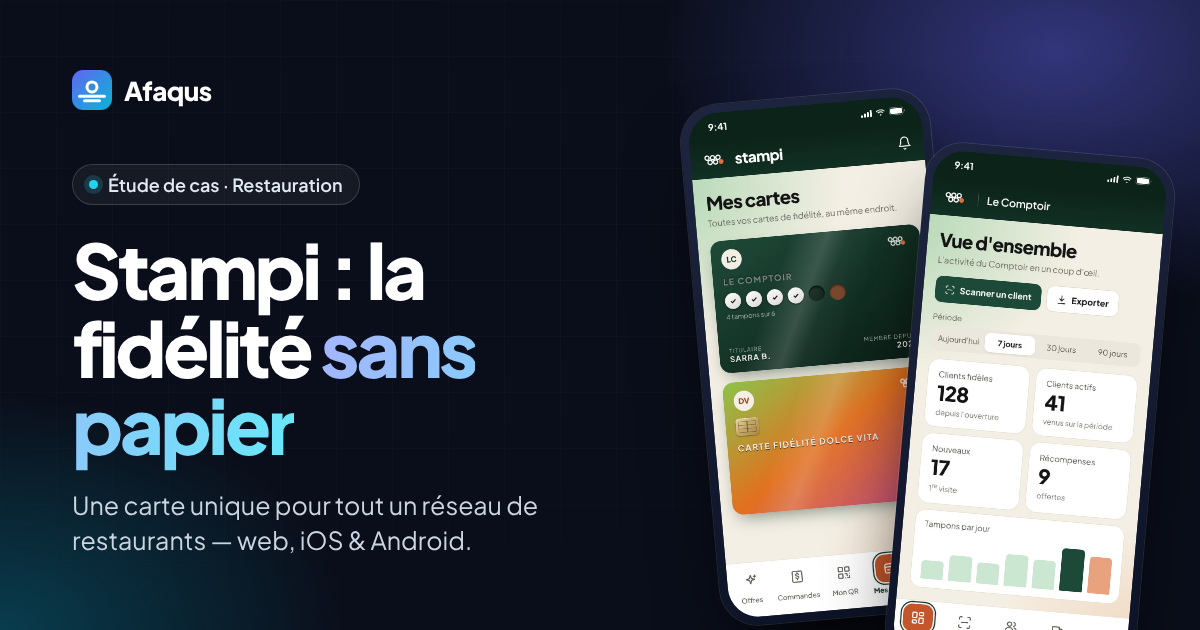 Afaqus
Étude de cas · Restauration
Stampi : la
fidélité sans
papier
Une carte unique pour tout un réseau de
restaurants — web, iOS & Android.
9:41
stampi
Mes cartes
Toutes vos cartes de fidélité, au même endroit.
LC
LE COMPTOIR
4 tampons sur 6
TITULAIRE
SARRA B.
MEMBRE DEPU
202
DV
CARTE FIDÉLITÉ DOLCE VITA
Offres
Commandes
Mon QR
Mes
9:41
Le Comptoir
Vue d'ensemble
L'activité du Comptoir en un coup d'œil.
Scanner un client
Exporter
Période
Aujourd'hui
7 jours
30 jours
90 jours
Clients fidèles
128
depuis l'ouverture
Clients actifs
41
venus sur la période
Nouveaux
17
1re visite
Récompenses
9
offertes
Tampons par jour